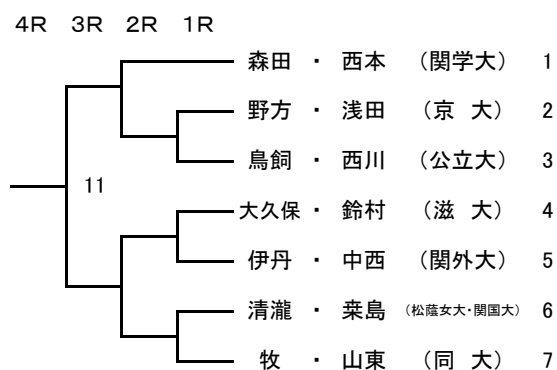 ４Ｒ ３Ｒ ２Ｒ １Ｒ
森田 ・ 西本 （関学大） 1
野方 ・ 浅田 （京 大） 2
鳥飼 ・ 西川 （公立大） 3
11
大久保 ・ 鈴村 （滋 大） 4
伊丹 ・ 中西 （関外大） 5
清瀧 ・ 桒島 （松蔭女大・関国大） 6
牧 ・ 山東 （同 大） 7